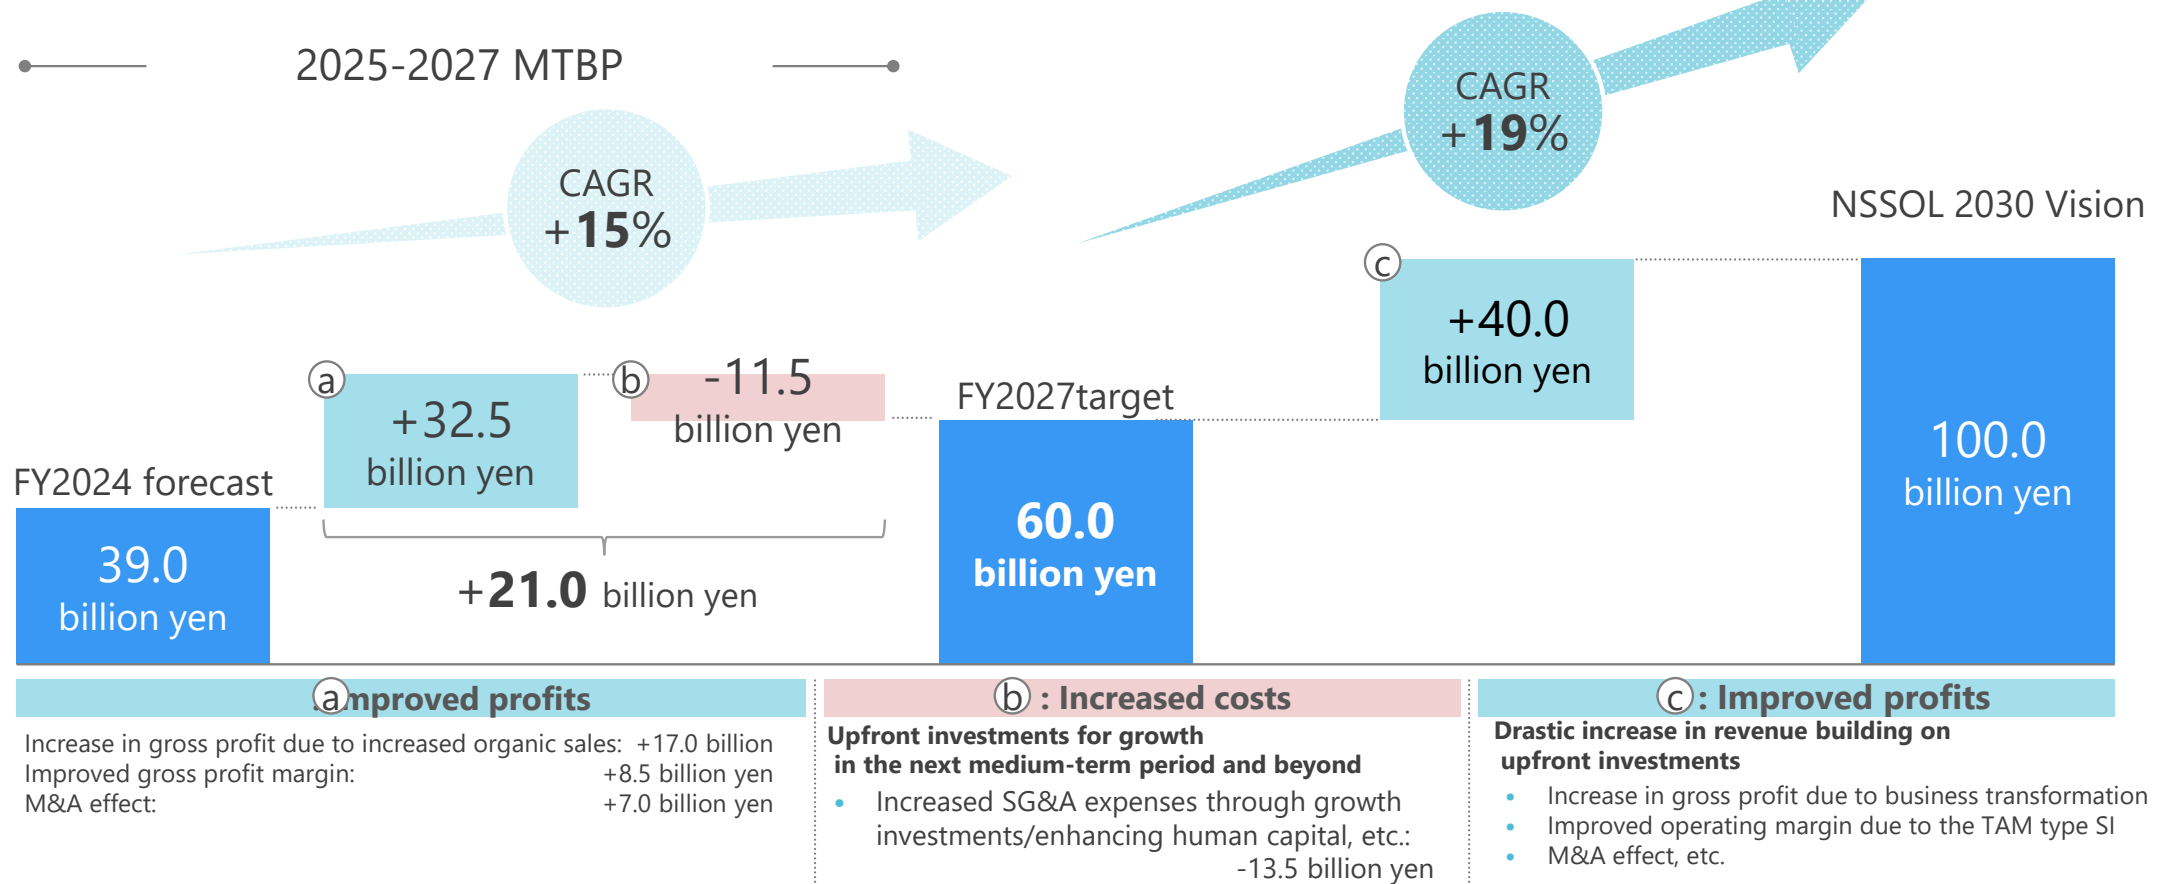 2025-2027 MTBP
CAGR
+15%
CAGR
+19%
NSSOL 2030 Vision
FY2024 forecast
39.0
billion yen
a
+32.5
billion yen
b
-11.5
billion yen
+21.0 billion yen
FY2027target
60.0
billion yen
c
+40.0
billion yen
100.0
billion yen
a mproved profits
Increase in gross profit due to increased organic sales: +17.0 billion
Improved gross profit margin: +8.5 billion yen
M&A effect: +7.0 billion yen
b : Increased costs
Upfront investments for growth
in the next medium-term period and beyond
• Increased SG&A expenses through growth
investments/enhancing human capital, etc.:
-13.5 billion yen
c : Improved profits
Drastic increase in revenue building on
upfront investments
• Increase in gross profit due to business transformation
• Improved operating margin due to the TAM type SI
• M&A effect, etc.